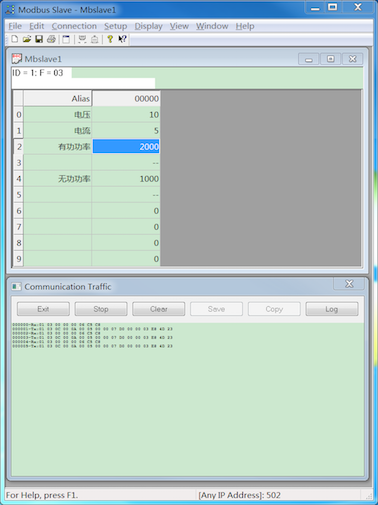 Modbus Slave - Mbslave1
File Edit Connection Setup Display View Window Help
Mbslave1
ID = 1: F = 03
Alias 00000
0 电压 10
1 电流 5
2 有功功率 2000
3 --
4 无功功率 1000
5 --
6 0
7 0
8 0
9 0
Communication Traffic
Exit Stop Clear Save Copy Log
For Help, press F1. [Any IP Address]: 502